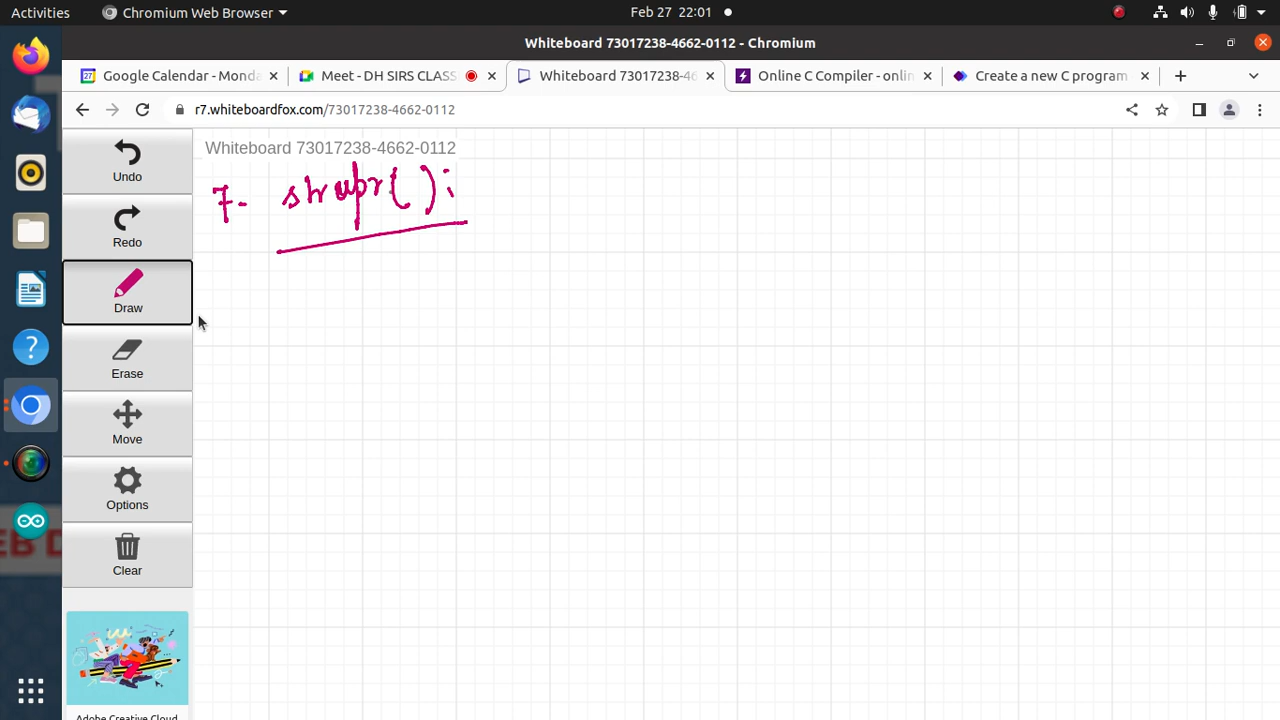 Activities
Chromium Web Browser
Feb 27 22:01
Whiteboard 73017238-4662-0112 - Chromium
27 Google Calendar - Monda
Meet - DH SIRS CLASS
Whiteboard 73017238-46
Online C Compiler - onlin
Create a new C program
r7.whiteboardfox.com/73017238-4662-0112
Whiteboard 73017238-4662-0112
7. strupr();
Undo
Redo
Draw
Erase
Move
Options
Clear
Adobe Creative Cloud